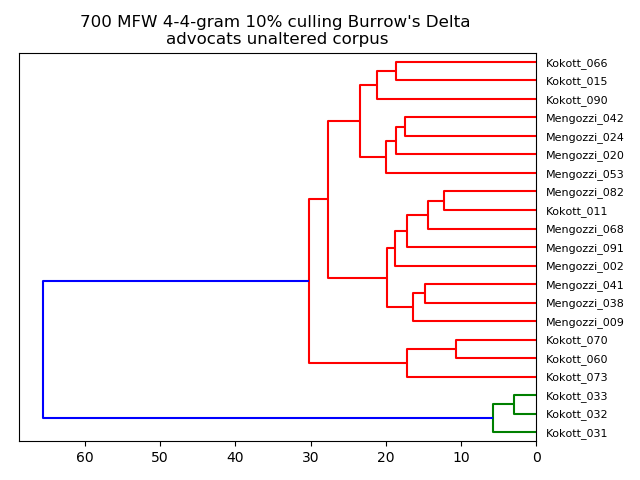 700 MFW 4-4-gram 10% culling Burrow's Delta
advocats unaltered corpus
Kokott_066
Kokott_015
Kokott_090
Mengozzi_042
Mengozzi_024
Mengozzi_020
Mengozzi_053
Mengozzi_082
Kokott_011
Mengozzi_068
Mengozzi_091
Mengozzi_002
Mengozzi_041
Mengozzi_038
Mengozzi_009
Kokott_070
Kokott_060
Kokott_073
Kokott_033
Kokott_032
Kokott_031
60 50 40 30 20 10 0